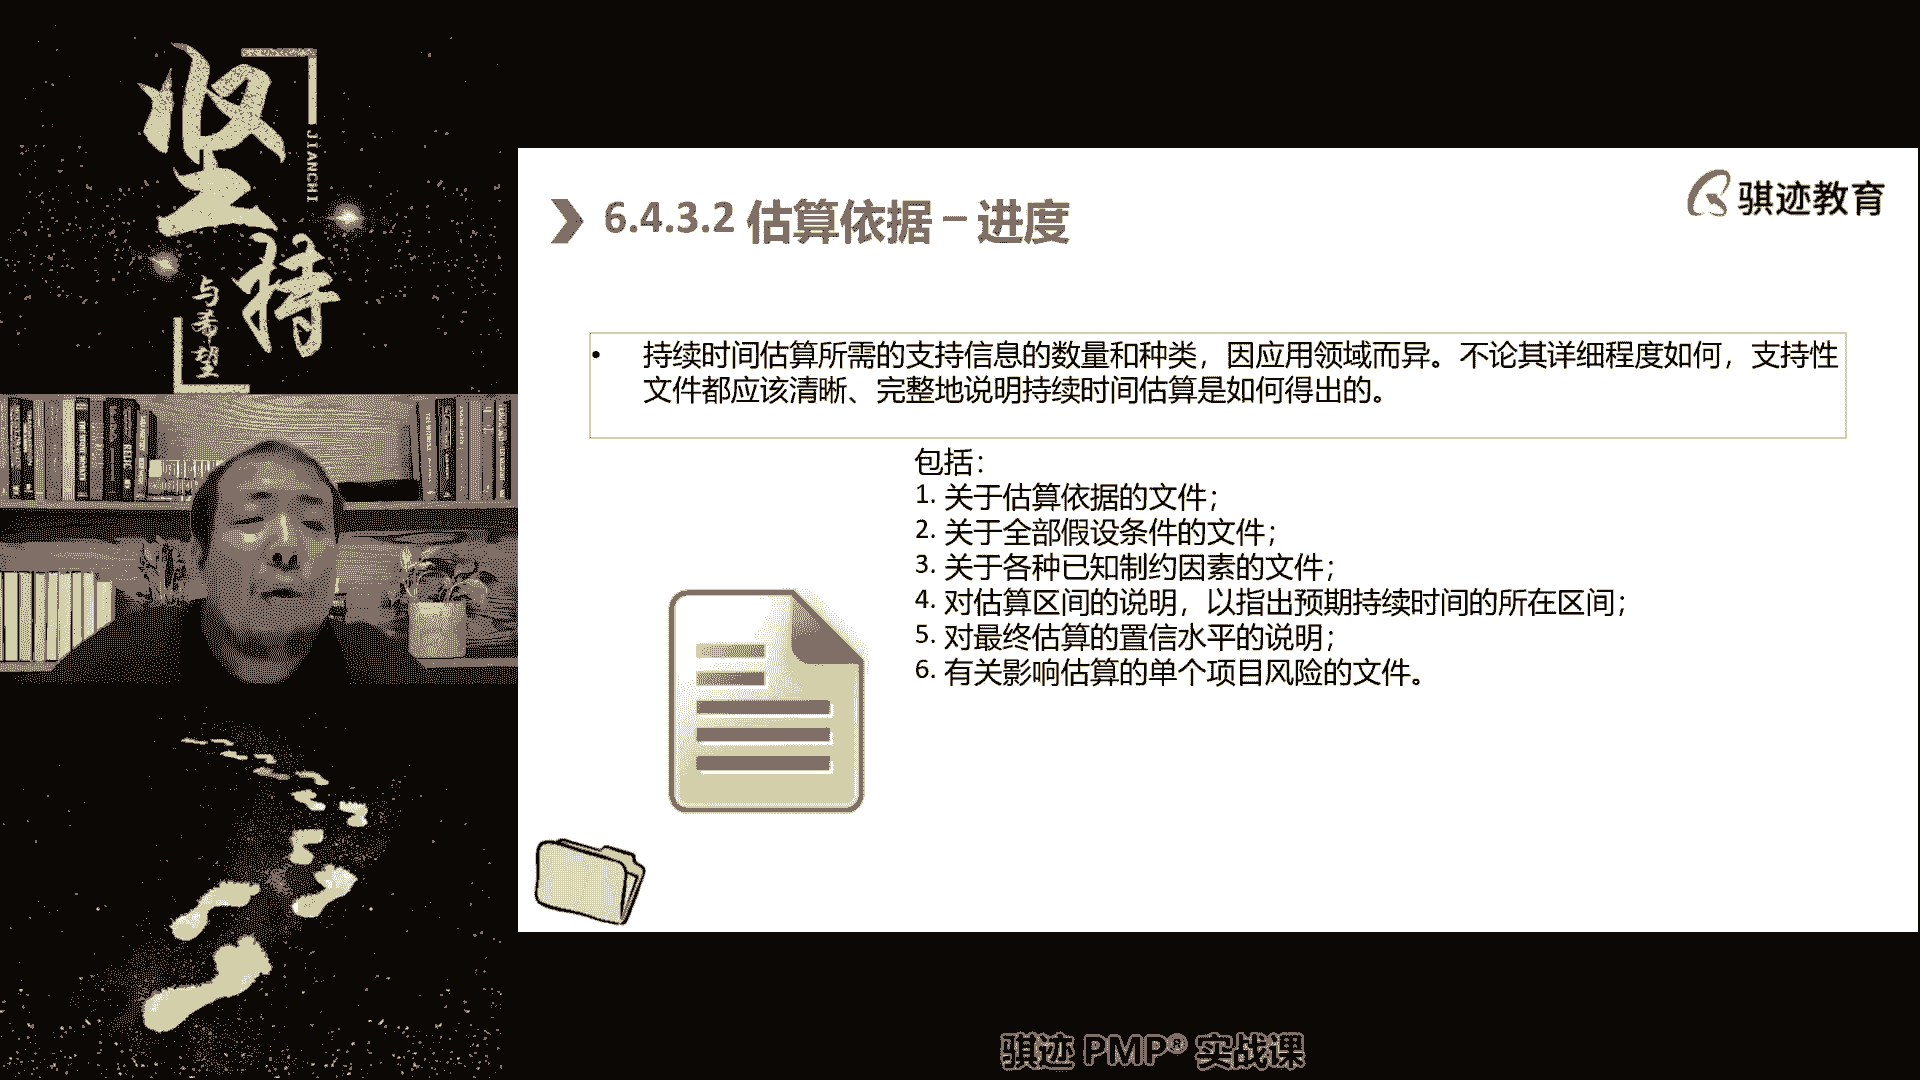 坚持
JIANCHI
与希望
骐迹教育
6.4.3.2 估算依据 – 进度
• 持续时间估算所需的支持信息的数量和种类，因应用领域而异。不论其详细程度如何，支持性
文件都应该清晰、完整地说明持续时间估算是如何得出的。
包括：
1. 关于估算依据的文件；
2. 关于全部假设条件的文件；
3. 关于各种已知制约因素的文件；
4. 对估算区间的说明，以指出预期持续时间的所在区间；
5. 对最终估算的置信水平的说明；
6. 有关影响估算的单个项目风险的文件。
骐迹 PMP® 实战课